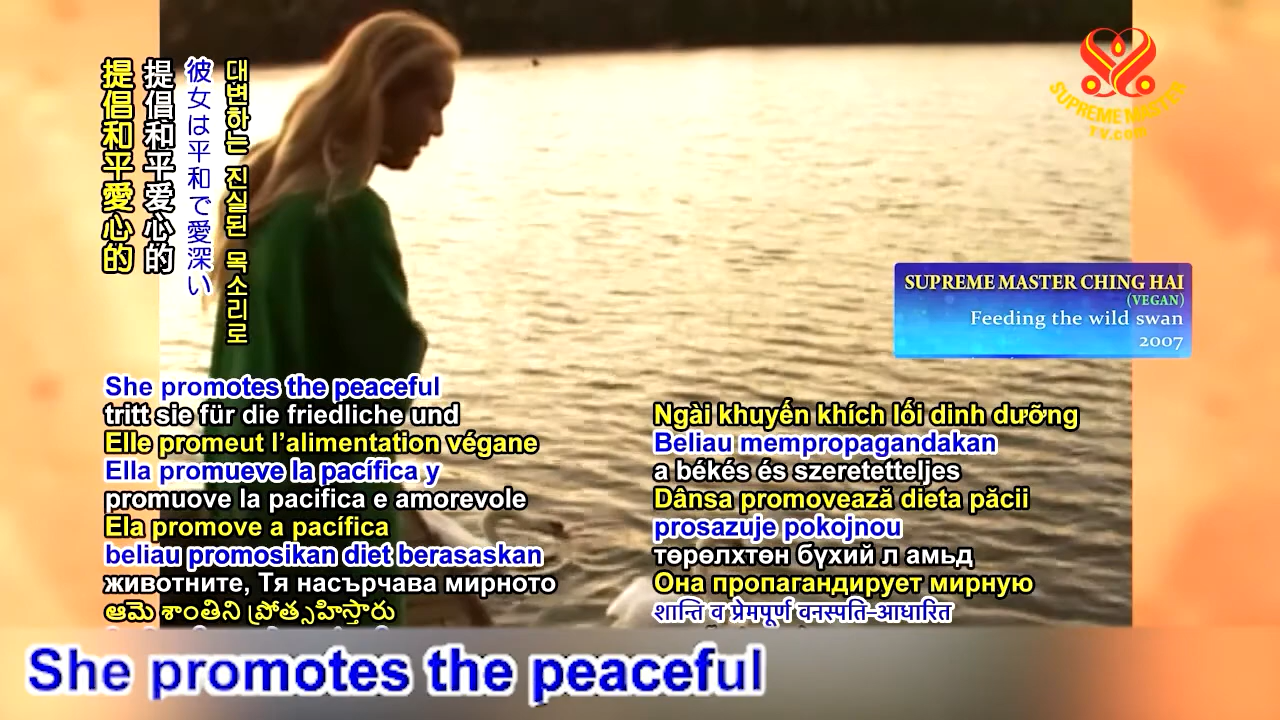 提倡和平愛心的
提倡和平爱心的
彼女は平和で愛深い
대변하는 진실된 목소리로
SUPREME MASTER
TV.COM
SUPREME MASTER CHING HAI
(VEGAN)
Feeding the wild swan
2007
She promotes the peaceful
tritt sie für die friedliche und
Elle promeut l’alimentation végane
Ella promueve la pacífica y
promuove la pacifica e amorevole
Ela promove a pacífica
beliau promosikan diet berasaskan
животните, Тя насърчава мирното
ఆమె శాంతిని ప్రోత్సహిస్తారు
Ngài khuyến khích lối dinh dưỡng
Beliau mempropagandakan
a békés és szeretetteljes
Dânsa promovează dieta păcii
prosazuje pokojnou
төрөлхтөн бүхий л амьд
Она пропагандирует мирную
शान्ति व प्रेमपूर्ण वनस्पति-आधारित
She promotes the peaceful